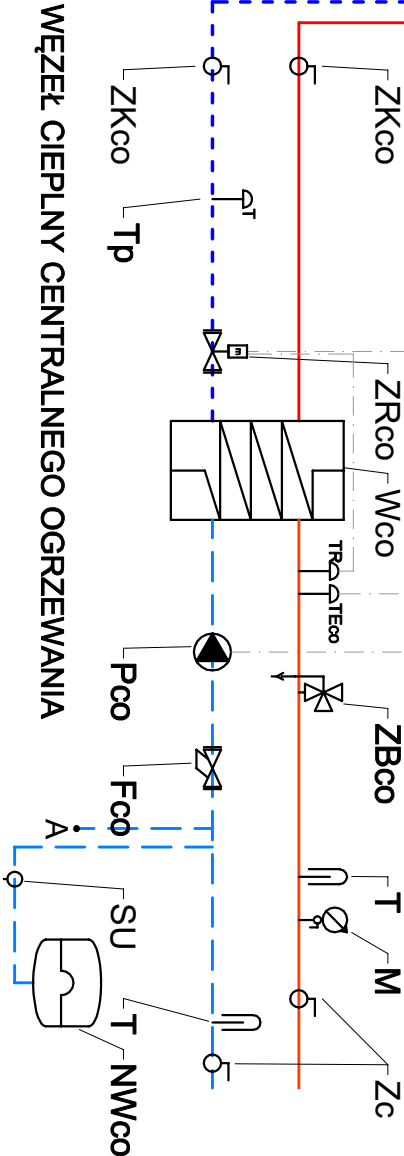 WĘZEŁ CIEPLNY CENTRALNEGO OGRZEWANIA
ZKco
ZKco
Tp
T
m
ZRco
Wco
TR
TEco
Pco
ZBco
Fco
A
T
M
SU
T
NWco
Zc